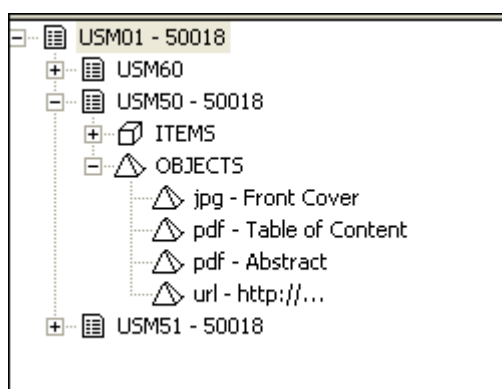 USM01 - 50018
USM60
USM50 - 50018
ITEMS
OBJECTS
jpg - Front Cover
pdf - Table of Content
pdf - Abstract
url - http://...
USM51 - 50018